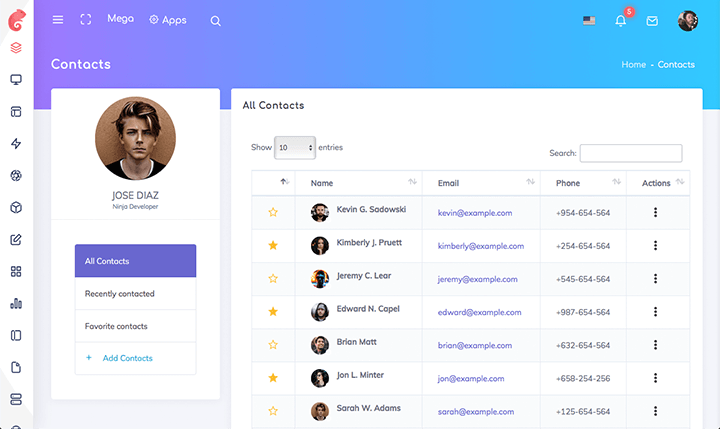 Mega
Apps
5
Contacts
Home - Contacts
JOSE DIAZ
Ninja Developer
All Contacts
Recently contacted
Favorite contacts
+ Add Contacts
All Contacts
Show 10 entries
Search:
Name Email Phone Actions
Kevin G. Sadowski kevin@example.com +954-654-564
Kimberly J. Pruett kimberly@example.com +254-654-564
Jeremy C. Lear jeremy@example.com +545-654-564
Edward N. Capel edward@example.com +987-654-564
Brian Matt brian@example.com +632-654-564
Jon L. Minter jon@example.com +658-254-256
Sarah W. Adams sarah@example.com +125-654-564